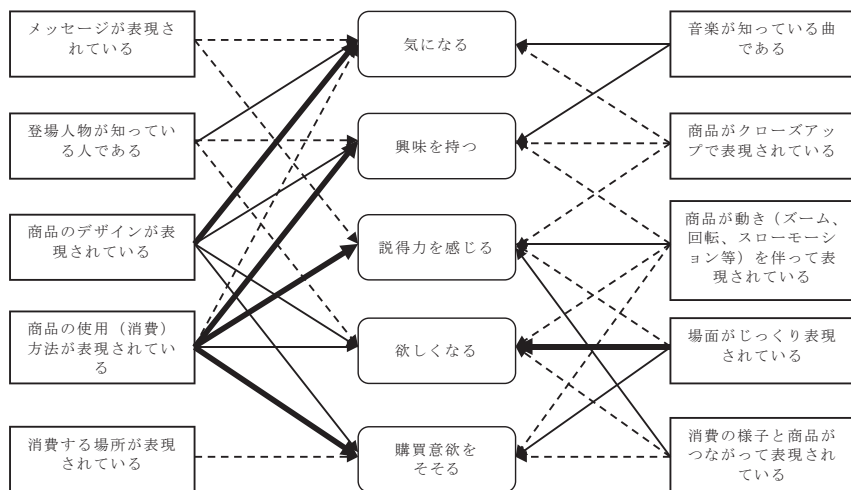 メッセージが表現さ
れている
登場人物が知ってい
る人である
商品のデザインが表
現されている
商品の使用（消費）
方法が表現されてい
る
消費する場所が表現
されている
気になる
興味を持つ
説得力を感じる
欲しくなる
購買意欲を
そそる
音楽が知っている曲
である
商品がクローズアッ
プで表現されている
商品が動き（ズーム、
回転、スローモーシ
ョン等）を伴って表
現されている
場面がじっくり表現
されている
消費の様子と商品が
つながって表現され
ている